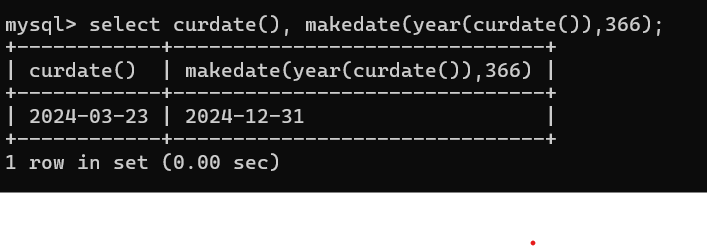 mysql> select curdate(), makedate(year(curdate()),366);
+------------+-------------------------------+
| curdate()  | makedate(year(curdate()),366) |
+------------+-------------------------------+
| 2024-03-23 | 2024-12-31                    |
+------------+-------------------------------+
1 row in set (0.00 sec)